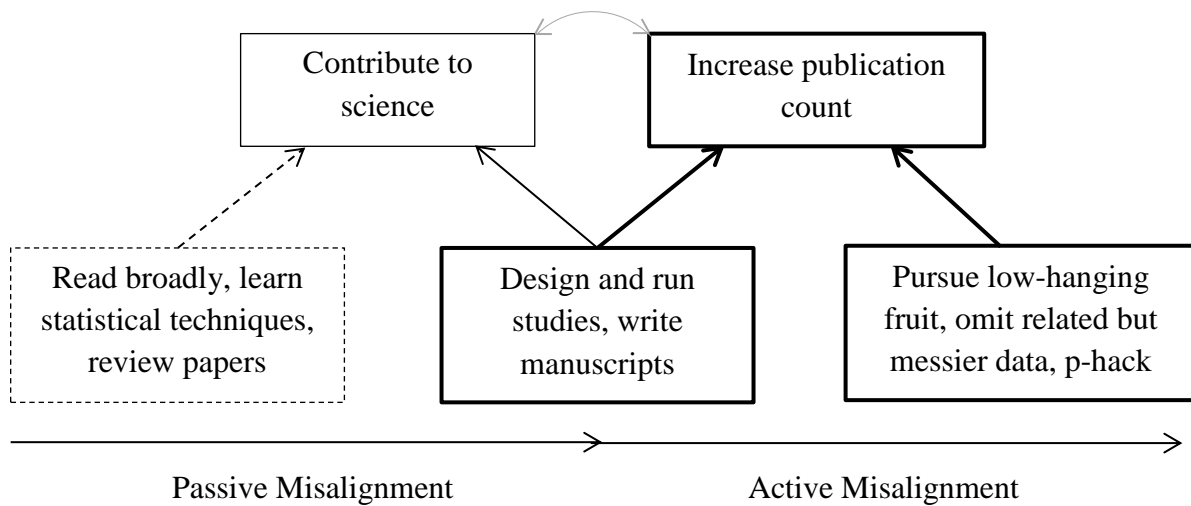 Contribute to
science
Increase publication
count
Read broadly, learn
statistical techniques,
review papers
Design and run
studies, write
manuscripts
Pursue low-hanging
fruit, omit related but
messier data, p-hack
Passive Misalignment
Active Misalignment